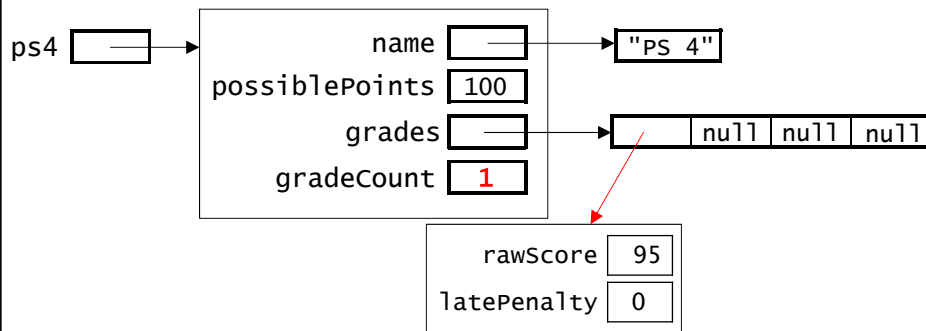 ps4 name "PS 4"
possiblePoints 100
grades null null null
gradeCount 1
rawScore 95
latePenalty 0